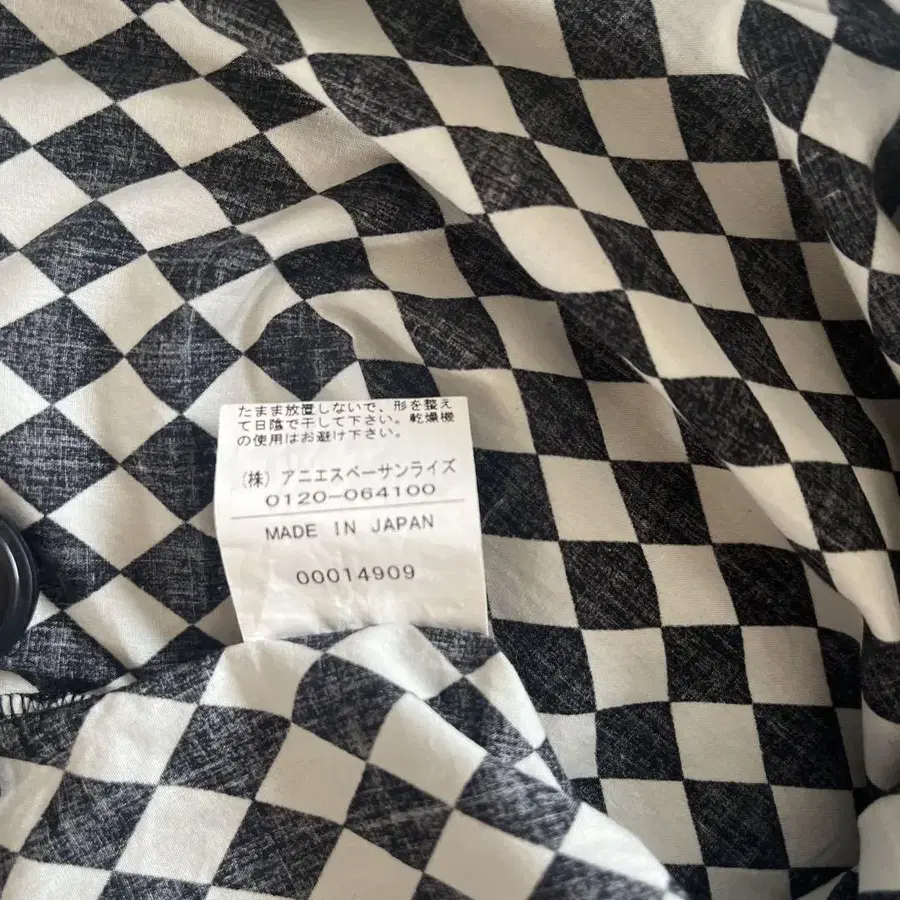 たまま放置しないで、形を整え
て日陰で干して下さい。乾燥機
の使用はお避け下さい。
(株) アニエスベーサンライズ
0120-064100
MADE IN JAPAN
00014909